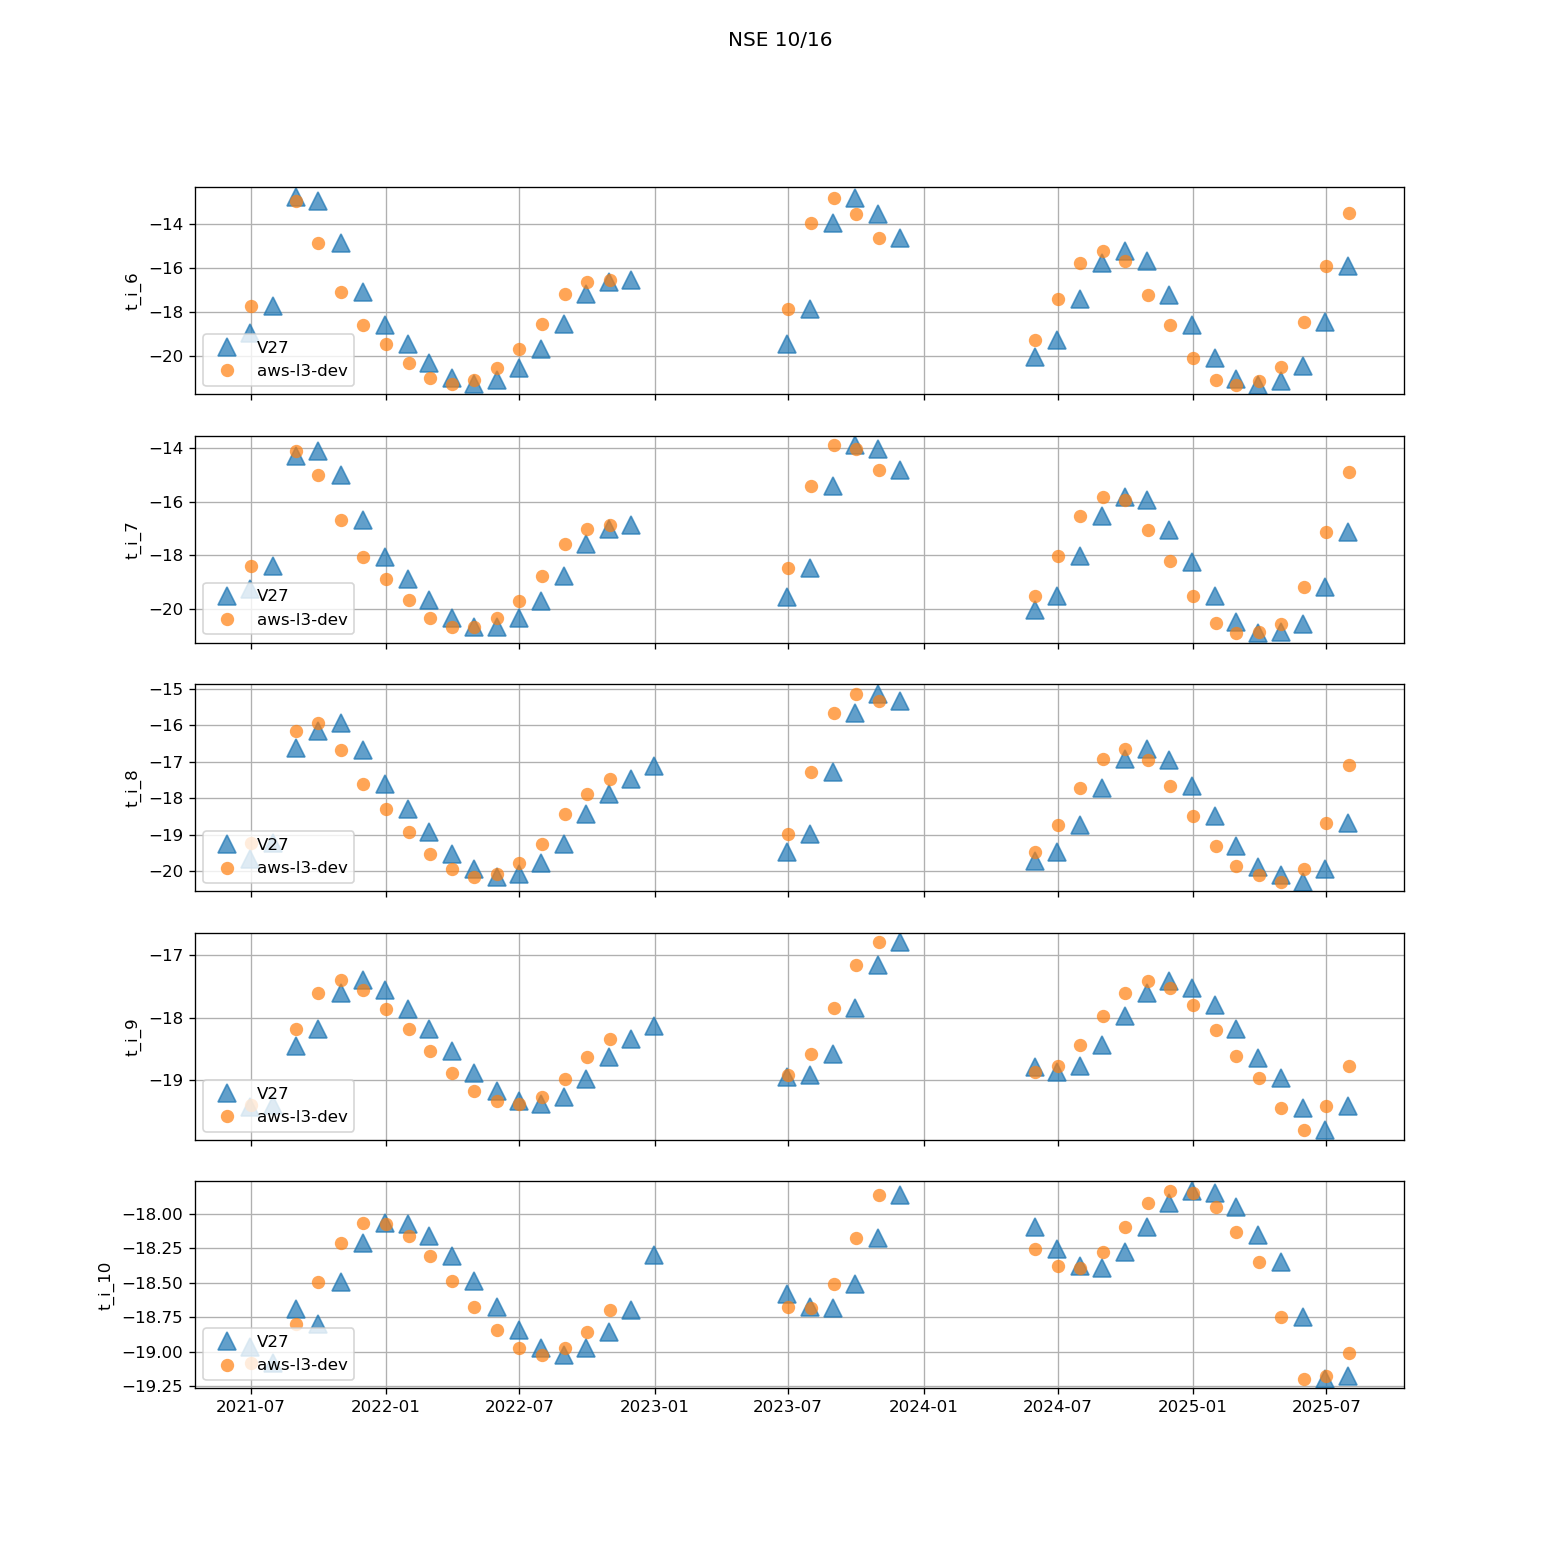 NSE 10/16
−14
−16
−18
−20
t_i_6
V27
aws-l3-dev
−14
−16
−18
−20
t_i_7
V27
aws-l3-dev
−15
−16
−17
−18
−19
−20
t_i_8
V27
aws-l3-dev
−17
−18
−19
t_i_9
V27
aws-l3-dev
−18.00
−18.25
−18.50
−18.75
−19.00
−19.25
t_i_10
V27
aws-l3-dev
2021-07 2022-01 2022-07 2023-01 2023-07 2024-01 2024-07 2025-01 2025-07